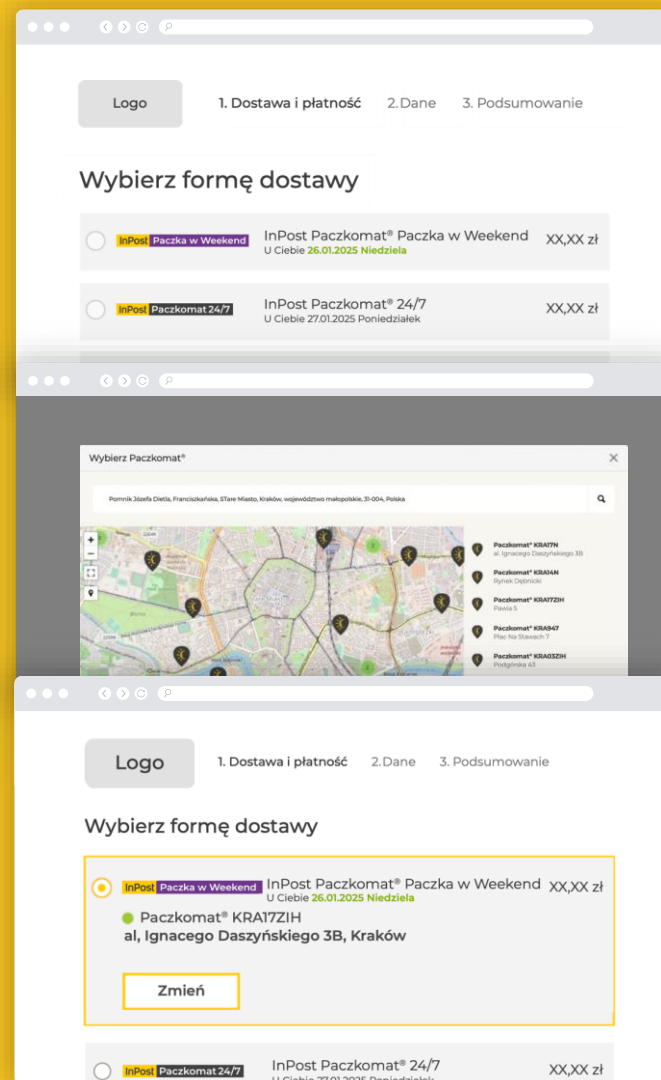 Logo
1. Dostawa i płatność 2.Dane 3. Podsumowanie
Wybierz formę dostawy
InPost Paczka w Weekend InPost Paczkomat® Paczka w Weekend XX,XX zł
U Ciebie 26.01.2025 Niedziela
InPost Paczkomat 24/7 InPost Paczkomat® 24/7 XX,XX zł
U Ciebie 27.01.2025 Poniedziałek
Wybierz Paczkomat®
Pomnik Józefa Dietla, Franciszkańska, STare Miasto, Kraków, województwo małopolskie, 31-004, Polska
Paczkomat® KRA17N
al. Ignacego Daszyńskiego 3B
Paczkomat® KRA14N
Rynek Dębnicki
Paczkomat® KRA17ZIH
Pawia 5
Paczkomat® KRA947
Plac Na Stawach 7
Paczkomat® KRA03ZIH
Podgórska 43
Logo
1. Dostawa i płatność 2.Dane 3. Podsumowanie
Wybierz formę dostawy
InPost Paczka w Weekend InPost Paczkomat® Paczka w Weekend XX,XX zł
U Ciebie 26.01.2025 Niedziela
Paczkomat® KRA17ZIH
al, Ignacego Daszyńskiego 3B, Kraków
Zmień
InPost Paczkomat 24/7 InPost Paczkomat® 24/7 XX,XX zł
U Ciebie 27.01.2025 Poniedziałek